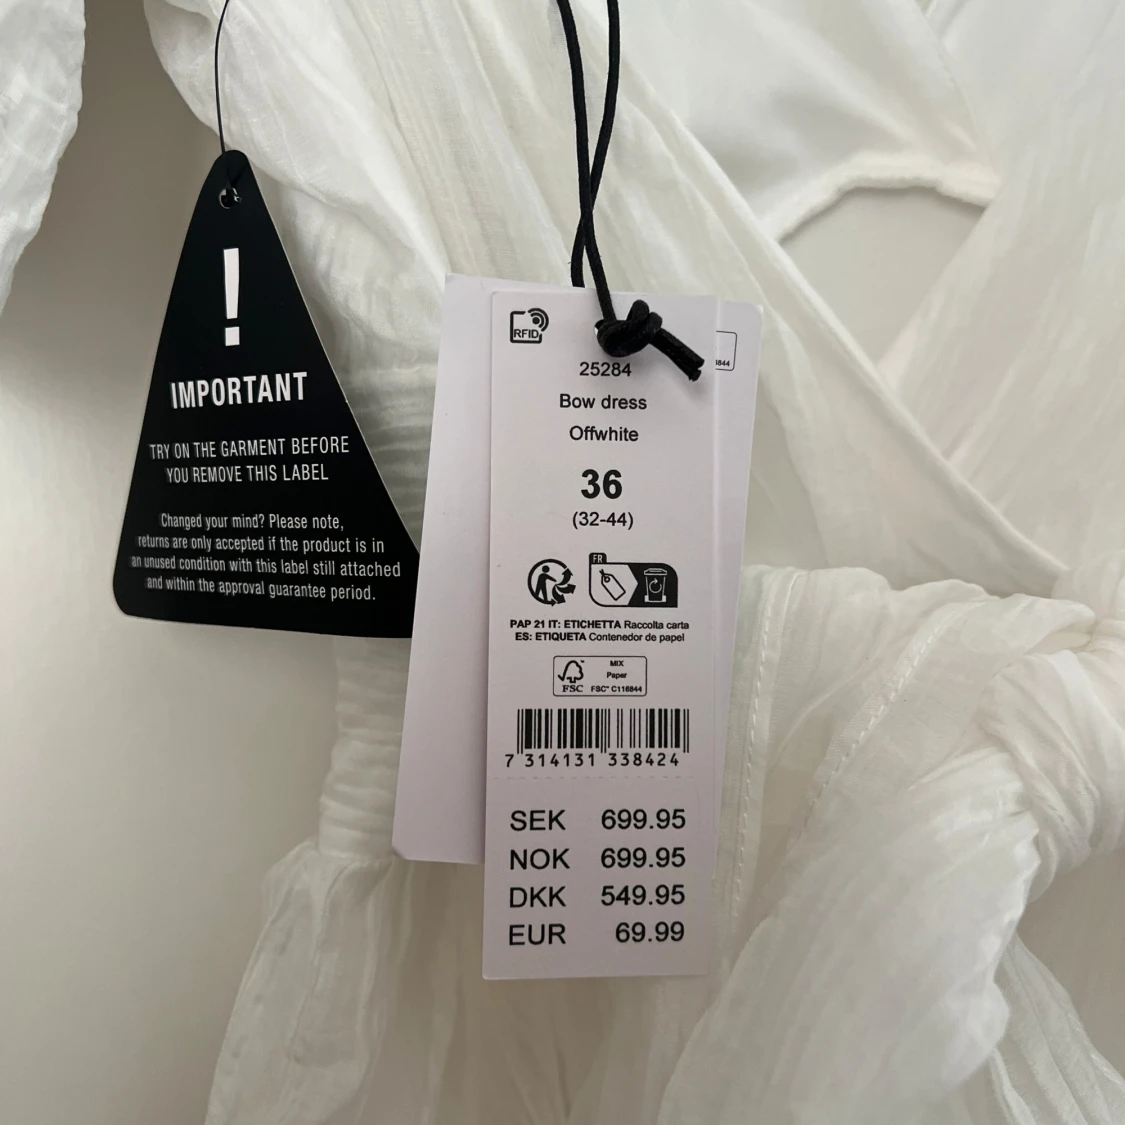 !
IMPORTANT
TRY ON THE GARMENT BEFORE
YOU REMOVE THIS LABEL
Changed your mind? Please note,
returns are only accepted if the product is in
an unused condition with this label still attached
and within the approval guarantee period.
RFID
25284
Bow dress
Offwhite
36
(32-44)
FR
PAP 21 IT: ETICHETTA Raccolta carta
ES: ETIQUETA Contenedor de papel
FSC™
MIX
Paper
FSC™ C116844
7 314131 338424
SEK 699.95
NOK 699.95
DKK 549.95
EUR 69.99